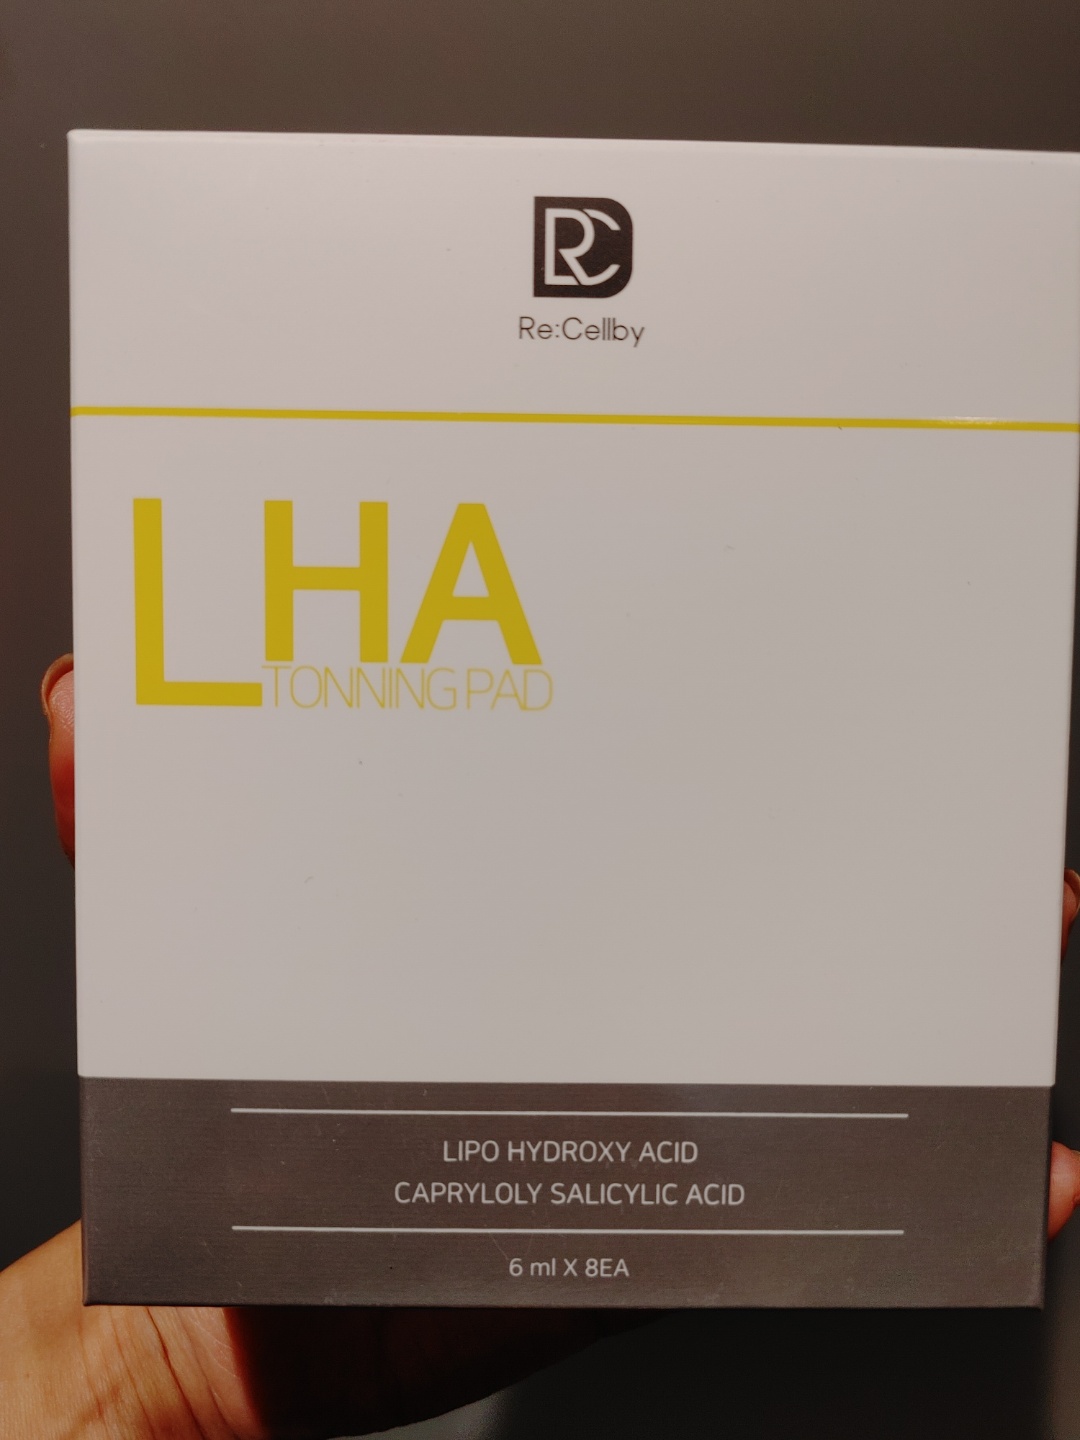 RC
Re:Cellby
LHA
TONNING PAD
LIPO HYDROXY ACID
CAPRYLOLY SALICYLIC ACID
6 ml X 8EA